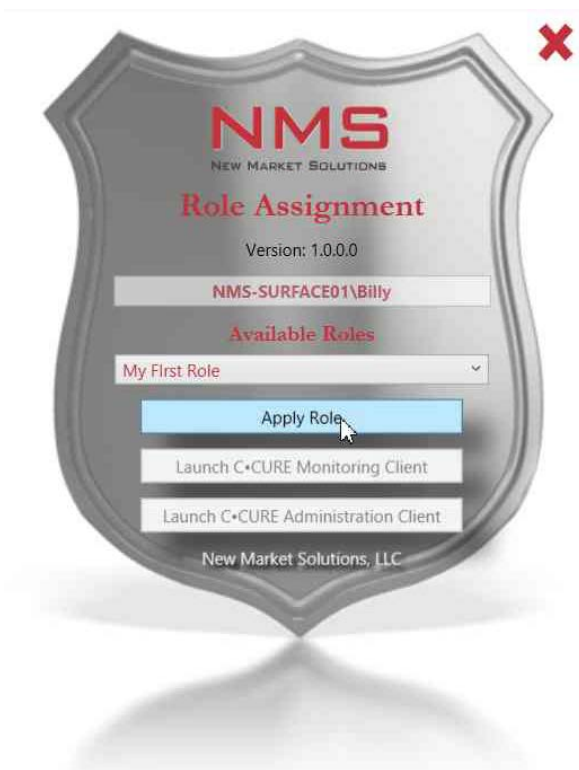 NMS
New Market Solutions
Role Assignment
Version: 1.0.0.0
NMS-SURFACE01\Billy
Available Roles
My First Role
Apply Role
Launch C•CURE Monitoring Client
Launch C•CURE Administration Client
New Market Solutions, LLC